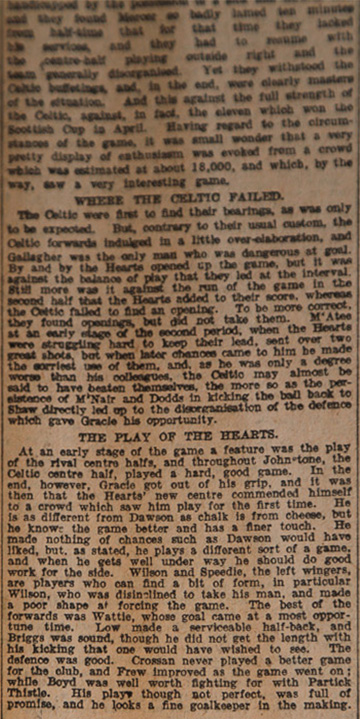 handicapped by the
and they found Mercer so badly lamed ten minutes
from half-time that for that time they lacked
his services, and they had to resume with
the centre-half playing outside right and the
team generally disorganised. Yet they withstood the
Celtic buffetings, and, in the end, were clearly masters
of the situation. And this against the full strength of
the Celtic, against, in fact, the eleven which won the
Scottish Cup in April. Having regard to the circum-
stances of the game, it was small wonder that a very
pretty display of enthusiasm was evoked from a crowd
which was estimated at about 18,000, and which, by the
way, saw a very interesting game.
WHERE THE CELTIC FAILED.
The Celtic were first to find their bearings, as was only
to be expected. But, contrary to their usual custom, the
Celtic forwards indulged in a little over-elaboration, and
Gallagher was the only man who was dangerous at goal.
By and by the Hearts opened up the game, but it was
against the balance of play that they led at the interval.
Still more was it against the run of the game in the
second half that the Hearts added to their score, whereas
the Celtic failed to find an opening. To be more correct,
they found openings, but did not take them. M'Atee
at an early stage of the second period, when the Hearts
were struggling hard to keep their lead, sent over two
great shots, but when later chances came to him he made
the sorriest use of them, and, as he was only a degree
worse than his colleagues, the Celtic may almost be
said to have beaten themselves, the more so as the per-
sistence of M'Nair and Dodds in kicking the ball back to
Shaw directly led up to the disorganisation of the defence
which gave Gracie his opportunity.
THE PLAY OF THE HEARTS.
At an early stage of the game a feature was the play
of the rival centre halfs, and throughout Johnstone, the
Celtic centre half, played a hard, good game. In the
end, however, Gracie got out of his grip, and it was
then that the Hearts' new centre commended himself
to a crowd which saw him play for the first time. He
is as different from Dawson as chalk is from cheese, but
he knows the game better and has a finer touch. He
made nothing of chances such as Dawson would have
liked, but, as stated, he plays a different sort of a game,
and when he gets well under way he should do good
work for the side. Wilson and Speedie, the left wingers,
are players who can find a bit of form, in particular
Wilson, who was disinclined to take his man, and made
a poor shape at forcing the game. The best of the
forwards was Wattie, whose goal came at a most oppor-
tune time. Low made a serviceable half-back, and
Briggs was sound, though he did not get the length with
his kicking that one would have wished to see. The
defence was good. Crossan never played a better game
for the club, and Frew improved as the game went on;
while Boyd was well worth fighting for with Partick
Thistle. His play, though not perfect, was full of
promise, and he looks a fine goalkeeper in the making.